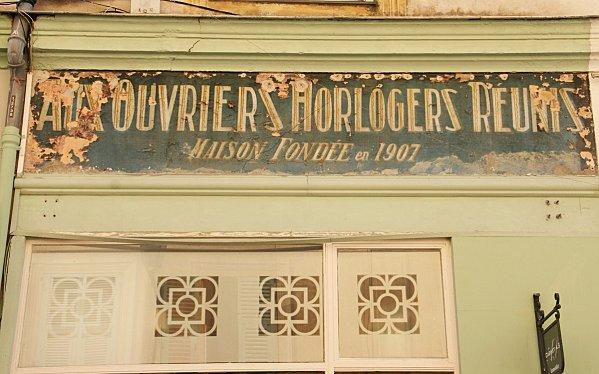 AUX OUVRIERS HORLOGERS RÉUNIS
MAISON FONDÉE en 1907